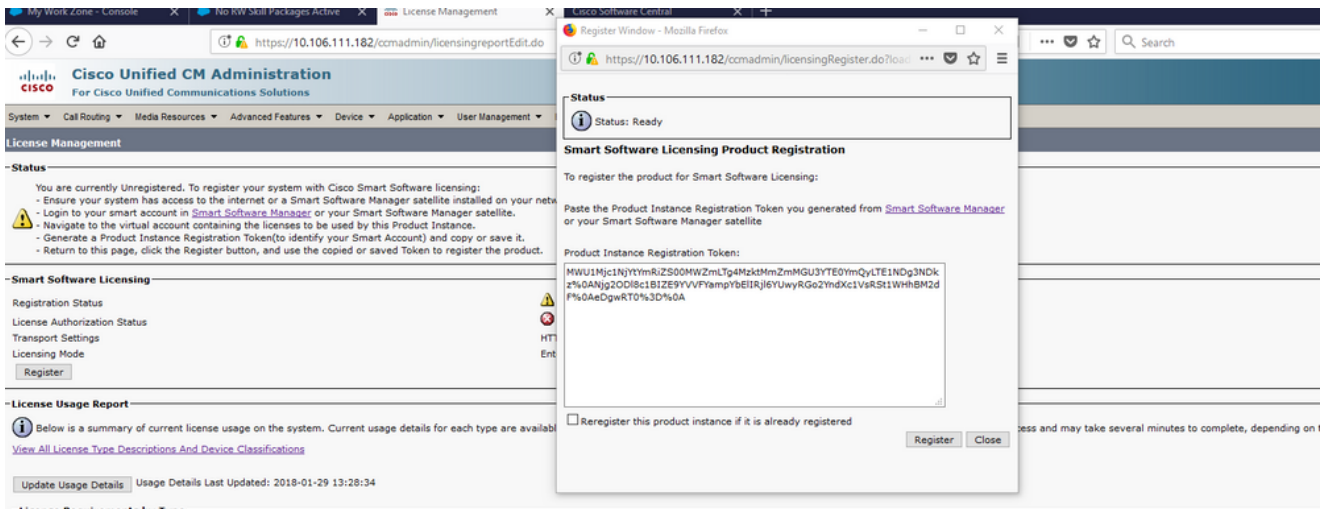 My Work Zone - Console
No RW Skill Packages Active
License Management
Cisco Software Central
https://10.106.111.182/ccmadmin/licensingreportEdit.do
Search
CISCO
Cisco Unified CM Administration
For Cisco Unified Communications Solutions
System Call Routing Media Resources Advanced Features Device Application User Management
License Management
Status
You are currently Unregistered. To register your system with Cisco Smart Software licensing:
- Ensure your system has access to the internet or a Smart Software Manager satellite installed on your netw
- Login to your smart account in Smart Software Manager or your Smart Software Manager satellite.
- Navigate to the virtual account containing the licenses to be used by this Product Instance.
- Generate a Product Instance Registration Token(to identify your Smart Account) and copy or save it.
- Return to this page, click the Register button, and use the copied or saved Token to register the product.
Smart Software Licensing
Registration Status
License Authorization Status
Transport Settings HTT
Licensing Mode Ent
Register
License Usage Report
Below is a summary of current license usage on the system. Current usage details for each type are availabl
ess and may take several minutes to complete, depending on t
View All License Type Descriptions And Device Classifications
Update Usage Details Usage Details Last Updated: 2018-01-29 13:28:34
Register Window - Mozilla Firefox
https://10.106.111.182/ccmadmin/licensingRegister.do?load
Status
Status: Ready
Smart Software Licensing Product Registration
To register the product for Smart Software Licensing:
Paste the Product Instance Registration Token you generated from Smart Software Manager
or your Smart Software Manager satellite
Product Instance Registration Token:
Reregister this product instance if it is already registered
Register Close